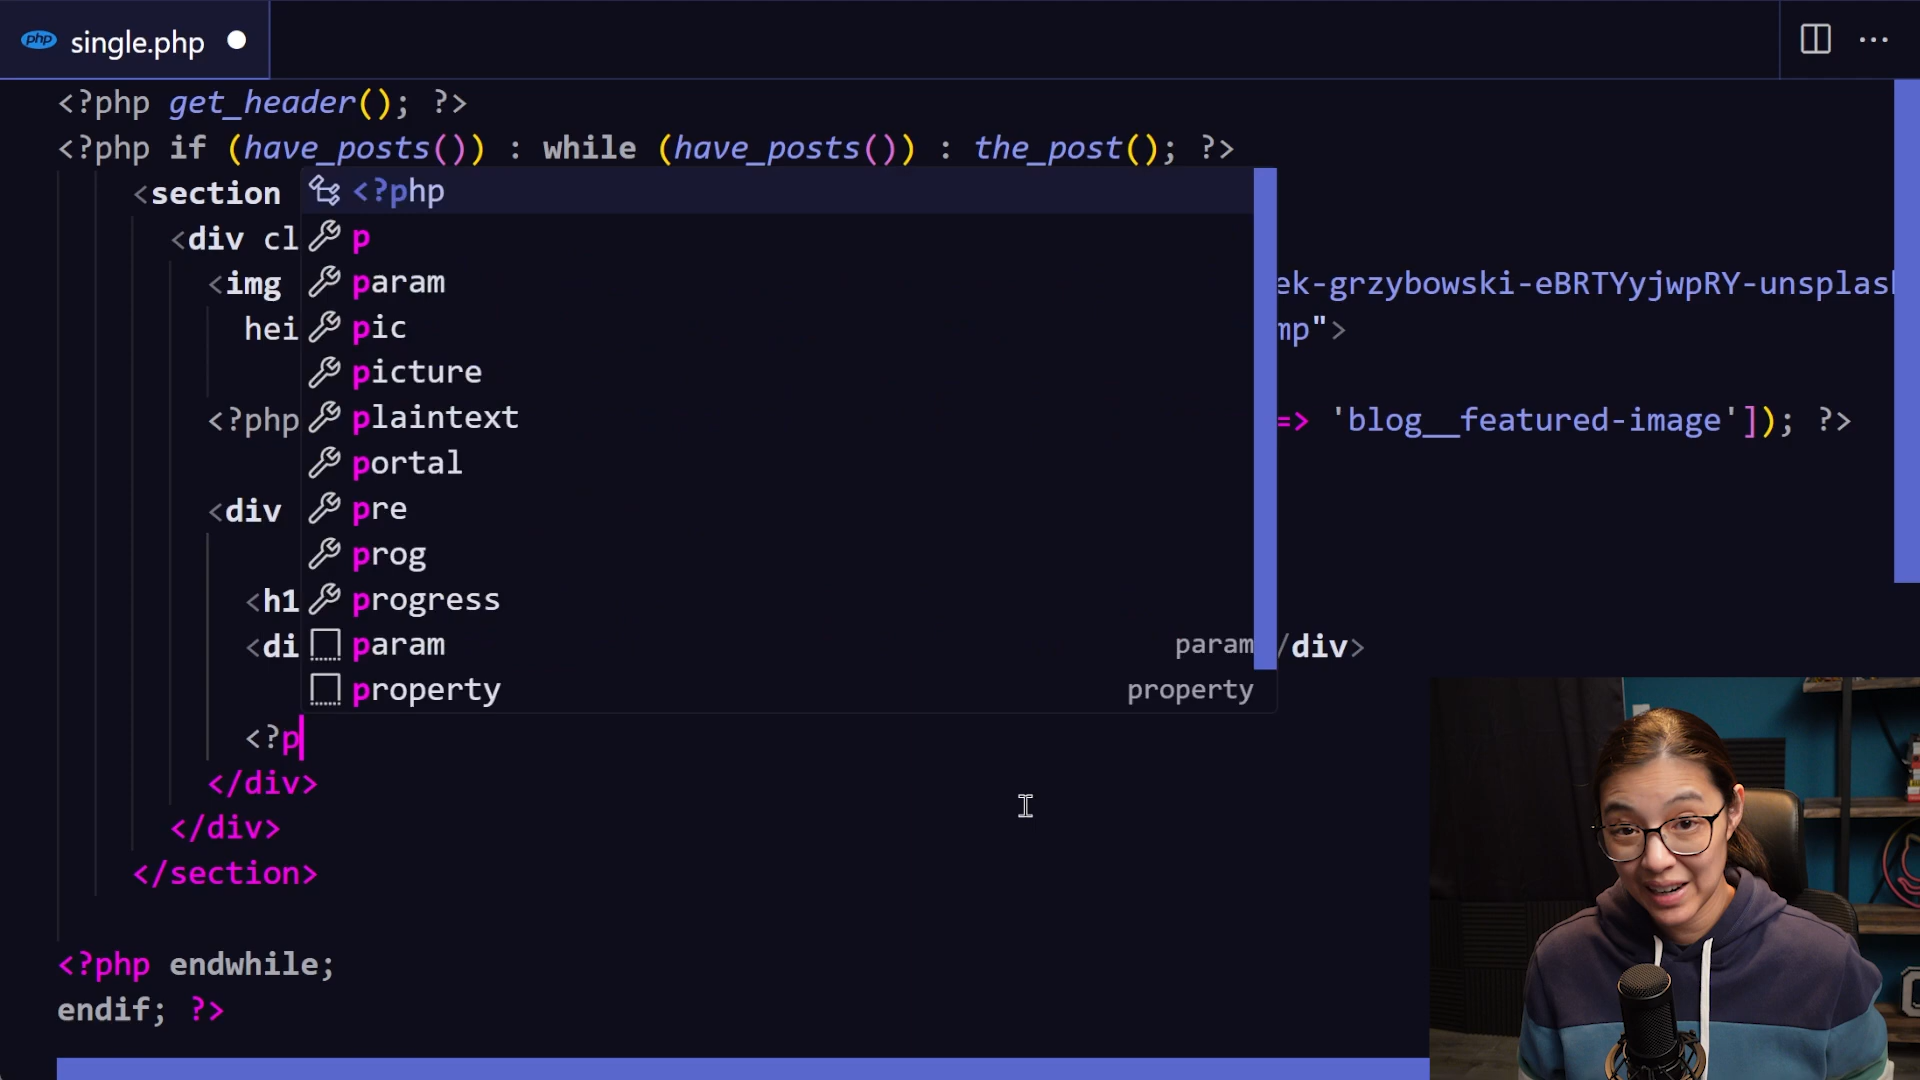 php single.php
<?php get_header(); ?>
<?php if (have_posts()) : while (have_posts()) : the_post(); ?>
<section <?php
<div cl p
<img param ek-grzybowski-eBRTYyjwpRY-unsplas
hei pic mp">
picture
<?php plaintext => 'blog__featured-image']); ?>
portal
<div pre
prog
<h1 progress
<di param param /div>
property property
<?p
</div>
</div>
</section>
<?php endwhile;
endif; ?>